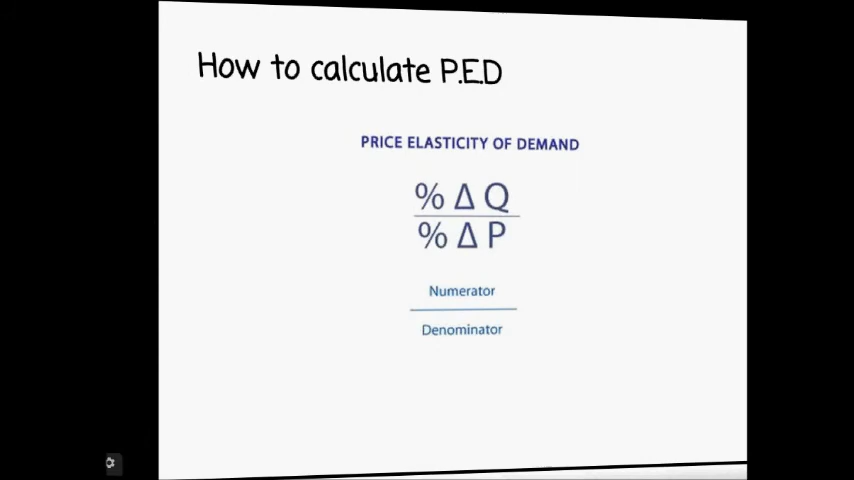 How to calculate P.E.D
PRICE ELASTICITY OF DEMAND
% Δ Q
% Δ P
Numerator
Denominator